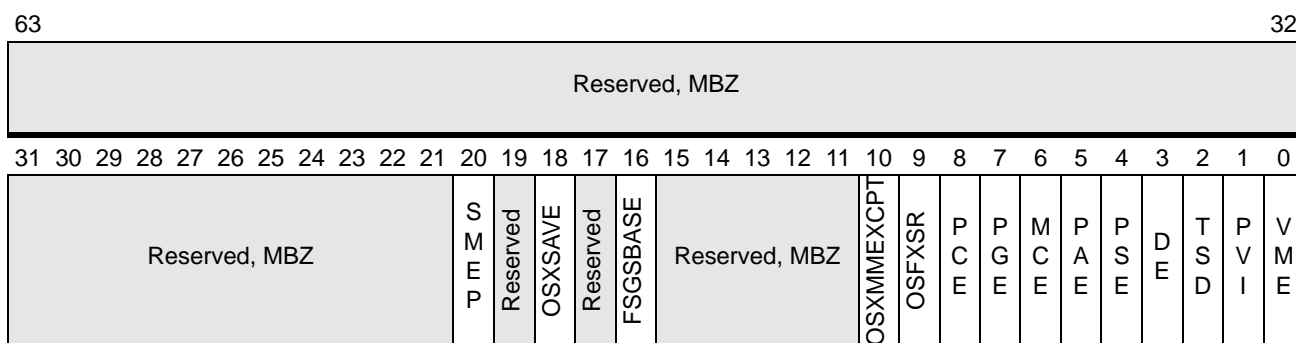 63 32
Reserved, MBZ
31 30 29 28 27 26 25 24 23 22 21 20 19 18 17 16 15 14 13 12 11 10 9 8 7 6 5 4 3 2 1 0
Reserved, MBZ
SMEP
Reserved
OSXSAVE
Reserved
FSGSBASE
Reserved, MBZ
OSXMMEXCPT
OSFXSR
PCE
PGE
MCE
PAE
PSE
DE
TSD
PVI
VME